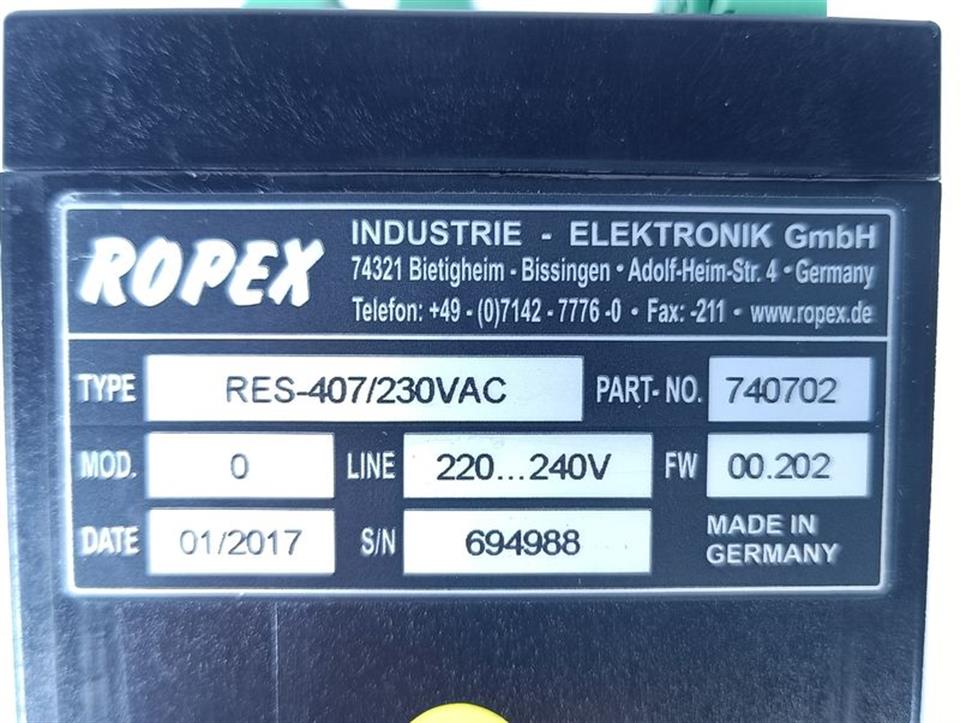 ROPEX
INDUSTRIE - ELEKTRONIK GmbH
74321 Bietigheim - Bissingen • Adolf-Heim-Str. 4 • Germany
Telefon: +49 - (0)7142 - 7776 -0 • Fax: -211 • www.ropex.de
TYPE RES-407/230VAC PART- NO. 740702
MOD. 0 LINE 220...240V FW 00.202
DATE 01/2017 S/N 694988 MADE IN
GERMANY